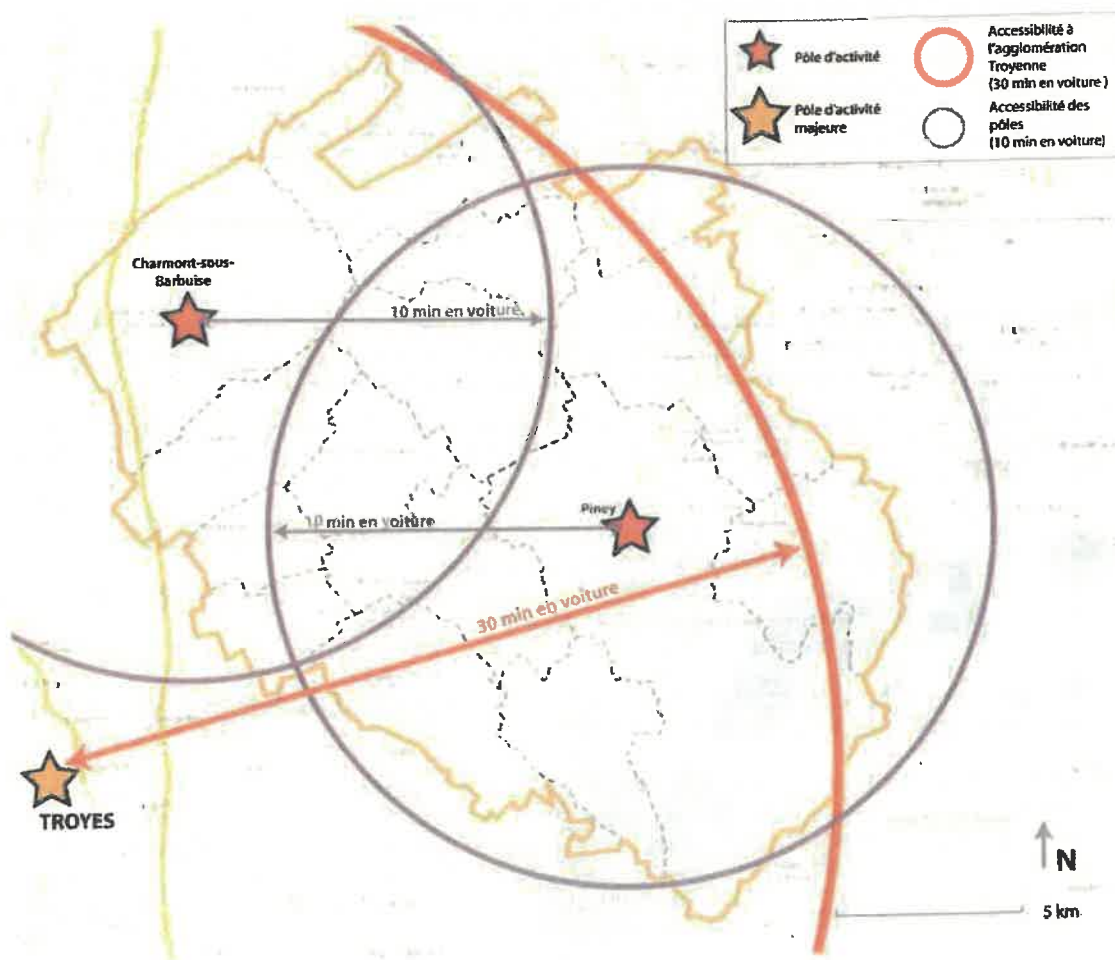 Pôle d'activité
Pôle d'activité
majeure
Accessibilité à
l'agglomération
Troyenne
(30 min en voiture)
Accessibilité des
pôles
(10 min en voiture)
Charmont-sous-
Barbuise
10 min en voiture
Piney
10 min en voiture
30 min en voiture
TROYES
N
5 km